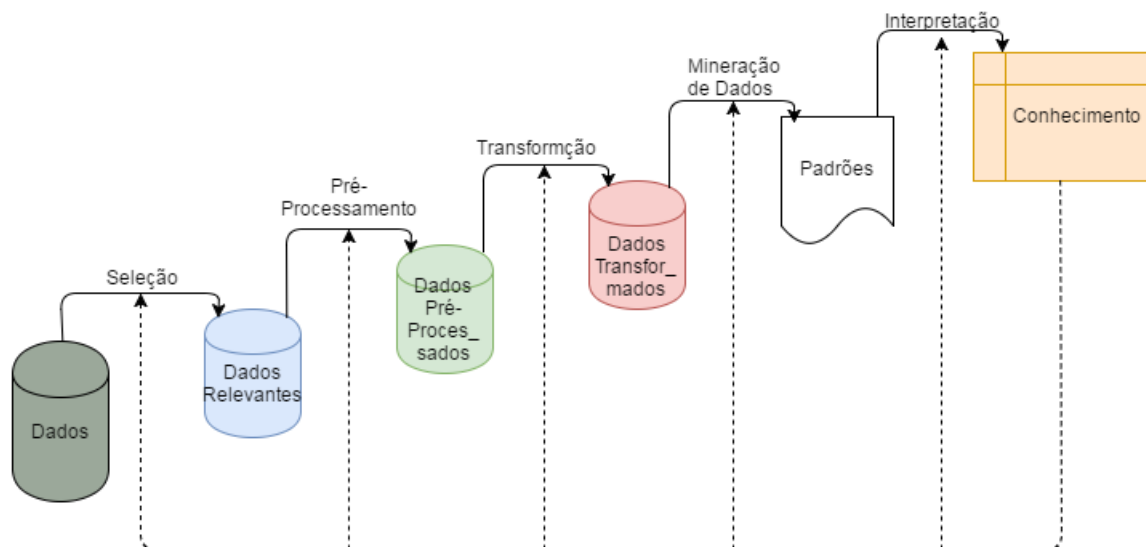 Interpretação
Conhecimento
Mineração
de Dados
Padrões
Transformção
Dados
Transfor_
mados
Pré-
Processamento
Dados
Pré-
Proces_
sados
Seleção
Dados
Relevantes
Dados